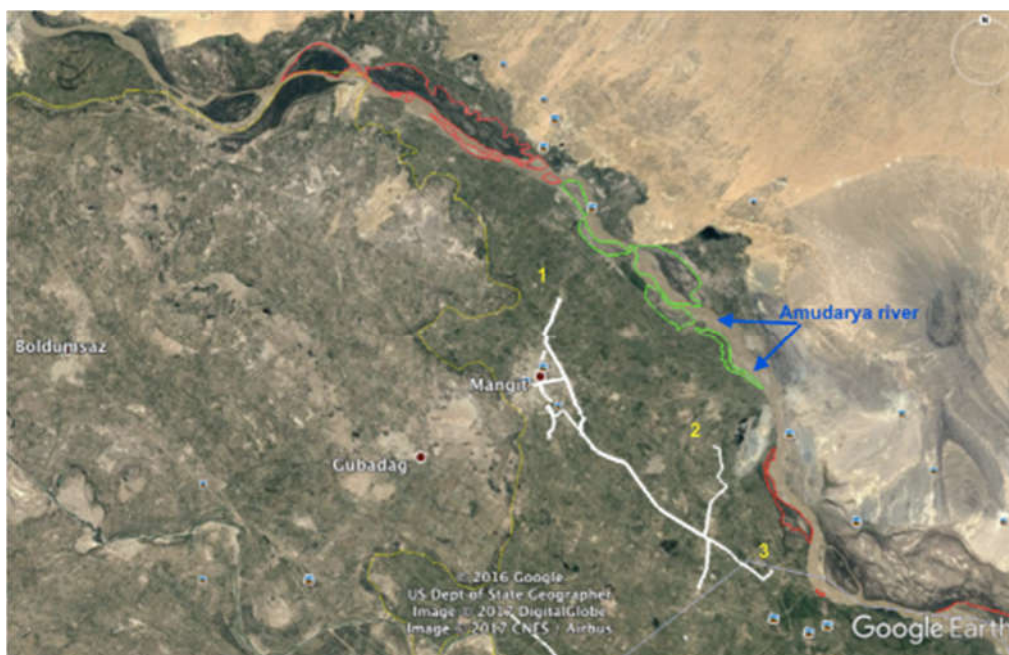 N
1
Amudarya river
Boldumsaz
Mangit
2
Gubadag
3
© 2016 Google
US Dept of State Geographer
Image © 2017 DigitalGlobe
Image © 2017 CNES / Airbus
Google Earth